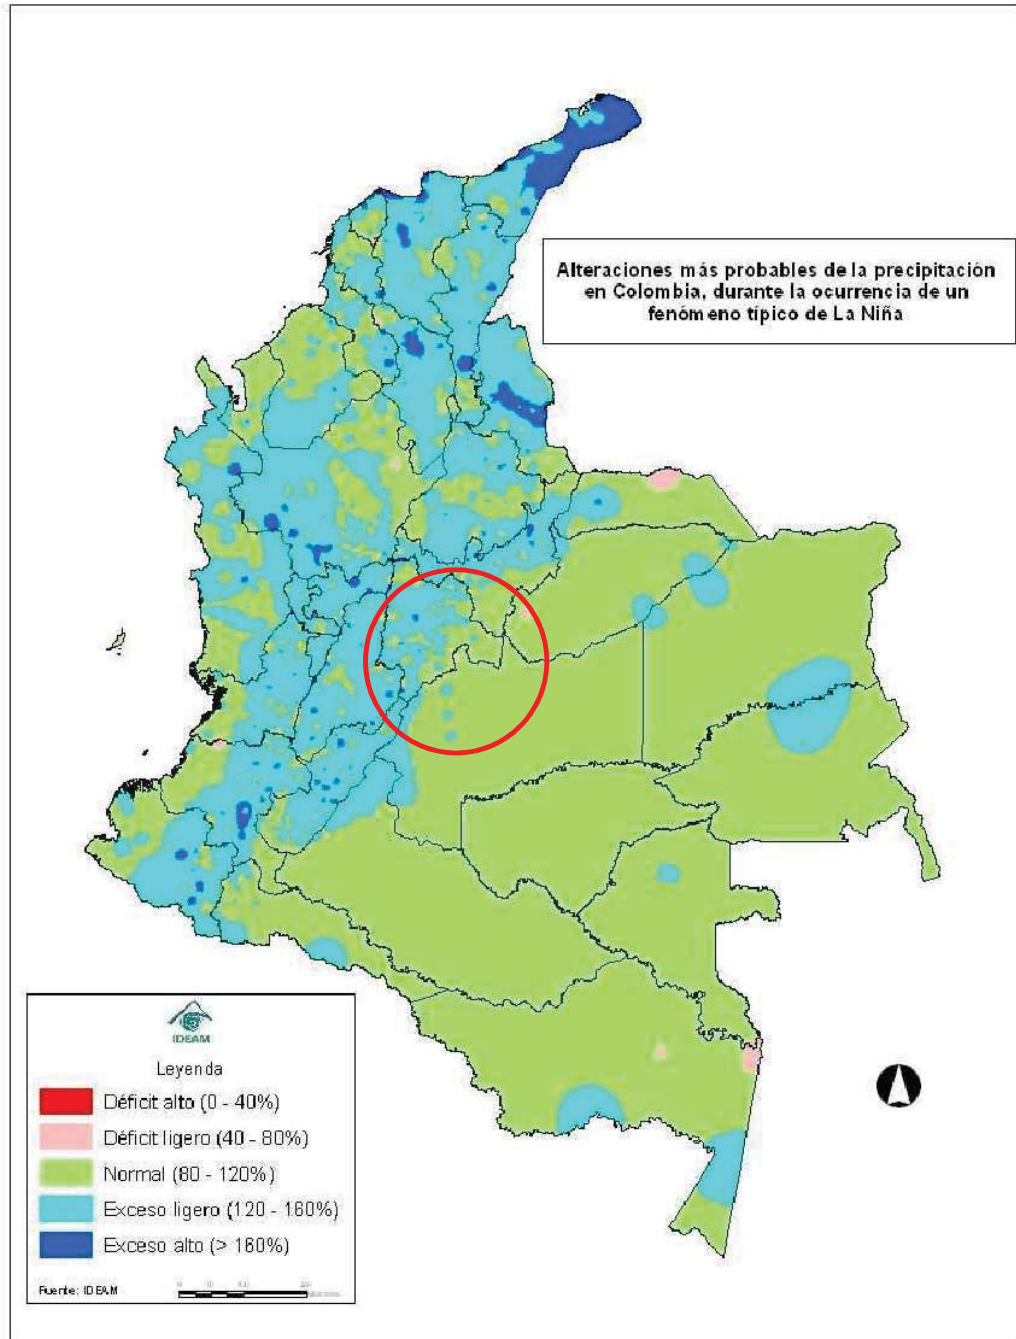 Alteraciones más probables de la precipitación
en Colombia, durante la ocurrencia de un
fenómeno típico de La Niña
IDEAM
Leyenda
Déficit alto (0 - 40%)
Déficit ligero (40 - 80%)
Normal (80 - 120%)
Exceso ligero (120 - 160%)
Exceso alto (> 160%)
Fuente: IDEAM